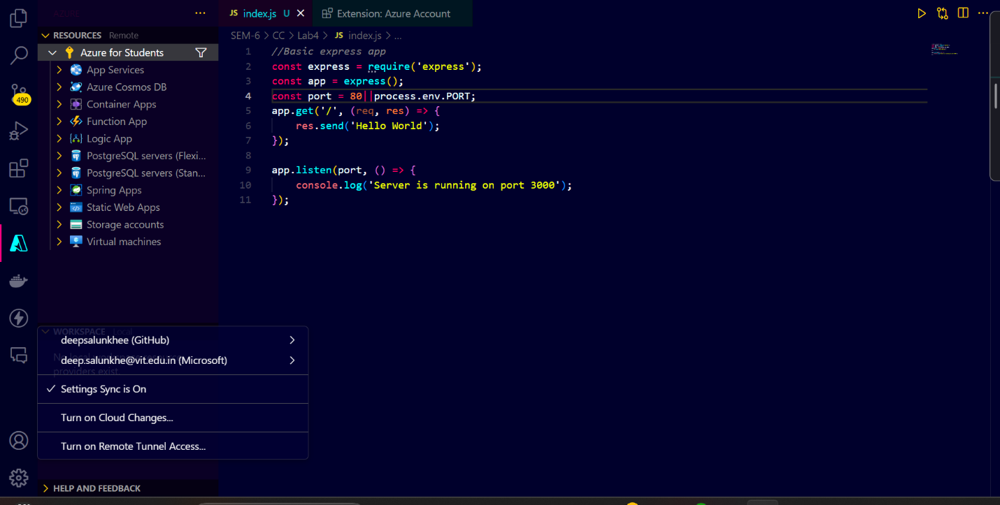 AZURE
RESOURCES Remote
Azure for Students
App Services
Azure Cosmos DB
Container Apps
Function App
Logic App
PostgreSQL servers (Flexi...
PostgreSQL servers (Stan...
Spring Apps
Static Web Apps
Storage accounts
Virtual machines
490
WORKSPACE Local
deepsalunkhee (GitHub)
deep.salunkhe@vit.edu.in (Microsoft)
providers exist.
Settings Sync is On
Turn on Cloud Changes...
Turn on Remote Tunnel Access...
HELP AND FEEDBACK
JS index.js U
Extension: Azure Account
SEM-6 > CC > Lab4 > JS index.js > ...
1 //Basic express app
2 const express = require('express');
3 const app = express();
4 const port = 80||process.env.PORT;
5 app.get('/', (req, res) => {
6 res.send('Hello World');
7 });
8
9 app.listen(port, () => {
10 console.log('Server is running on port 3000');
11 });